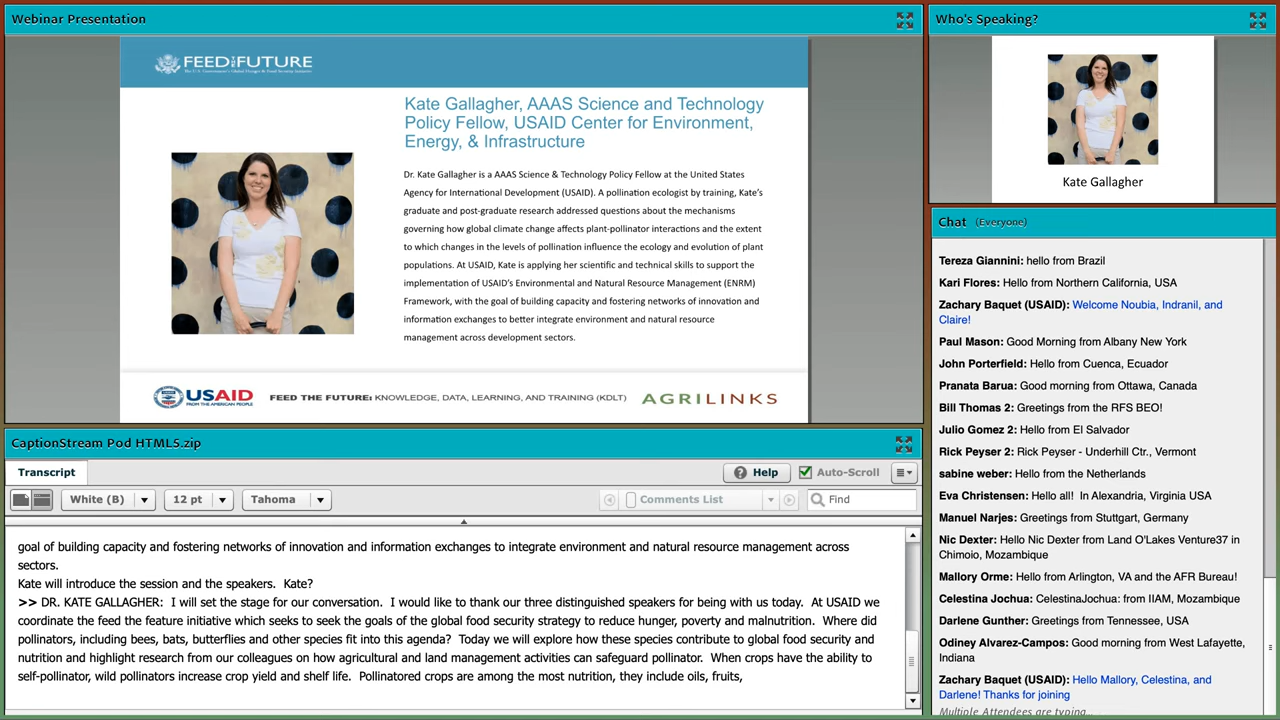 Webinar Presentation
FEED THE FUTURE
The U.S. Government's Global Hunger & Food Security Initiative
Kate Gallagher, AAAS Science and Technology
Policy Fellow, USAID Center for Environment,
Energy, & Infrastructure
Dr. Kate Gallagher is a AAAS Science & Technology Policy Fellow at the United States
Agency for International Development (USAID). A pollination ecologist by training, Kate's
graduate and post-graduate research addressed questions about the mechanisms
governing how global climate change affects plant-pollinator interactions and the extent
to which changes in the levels of pollination influence the ecology and evolution of plant
populations. At USAID, Kate is applying her scientific and technical skills to support the
implementation of USAID's Environmental and Natural Resource Management (ENRM)
Framework, with the goal of building capacity and fostering networks of innovation and
information exchanges to better integrate environment and natural resource
management across development sectors.
USAID
FROM THE AMERICAN PEOPLE
FEED THE FUTURE: KNOWLEDGE, DATA, LEARNING, AND TRAINING (KDLT)
AGRILINKS
Who's Speaking?
Kate Gallagher
Chat (Everyone)
Tereza Giannini: hello from Brazil
Kari Flores: Hello from Northern California, USA
Zachary Baquet (USAID): Welcome Noubia, Indranil, and
Claire!
Paul Mason: Good Morning from Albany New York
John Porterfield: Hello from Cuenca, Ecuador
Pranata Barua: Good morning from Ottawa, Canada
Bill Thomas 2: Greetings from the RFS BEO!
Julio Gomez 2: Hello from El Salvador
Rick Peyser 2: Rick Peyser - Underhill Ctr., Vermont
sabine weber: Hello from the Netherlands
Eva Christensen: Hello all! In Alexandria, Virginia USA
Manuel Narjes: Greetings from Stuttgart, Germany
Nic Dexter: Hello Nic Dexter from Land O'Lakes Venture37 in
Chimoio, Mozambique
Mallory Orme: Hello from Arlington, VA and the AFR Bureau!
Celestina Jochua: CelestinaJochua: from IIAM, Mozambique
Darlene Gunther: Greetings from Tennessee, USA
Odiney Alvarez-Campos: Good morning from West Lafayette,
Indiana
Zachary Baquet (USAID): Hello Mallory, Celestina, and
Darlene! Thanks for joining
Multiple Attendees are typing...
CaptionStream Pod HTML5.zip
Transcript
Help
Auto-Scroll
White (B)
12 pt
Tahoma
Comments List
Find
goal of building capacity and fostering networks of innovation and information exchanges to integrate environment and natural resource management across
sectors.
Kate will introduce the session and the speakers. Kate?
>> DR. KATE GALLAGHER: I will set the stage for our conversation. I would like to thank our three distinguished speakers for being with us today. At USAID we
coordinate the feed the feature initiative which seeks to seek the goals of the global food security strategy to reduce hunger, poverty and malnutrition. Where did
pollinators, including bees, bats, butterflies and other species fit into this agenda? Today we will explore how these species contribute to global food security and
nutrition and highlight research from our colleagues on how agricultural and land management activities can safeguard pollinator. When crops have the ability to
self-pollinator, wild pollinators increase crop yield and shelf life. Pollinatored crops are among the most nutrition, they include oils, fruits,